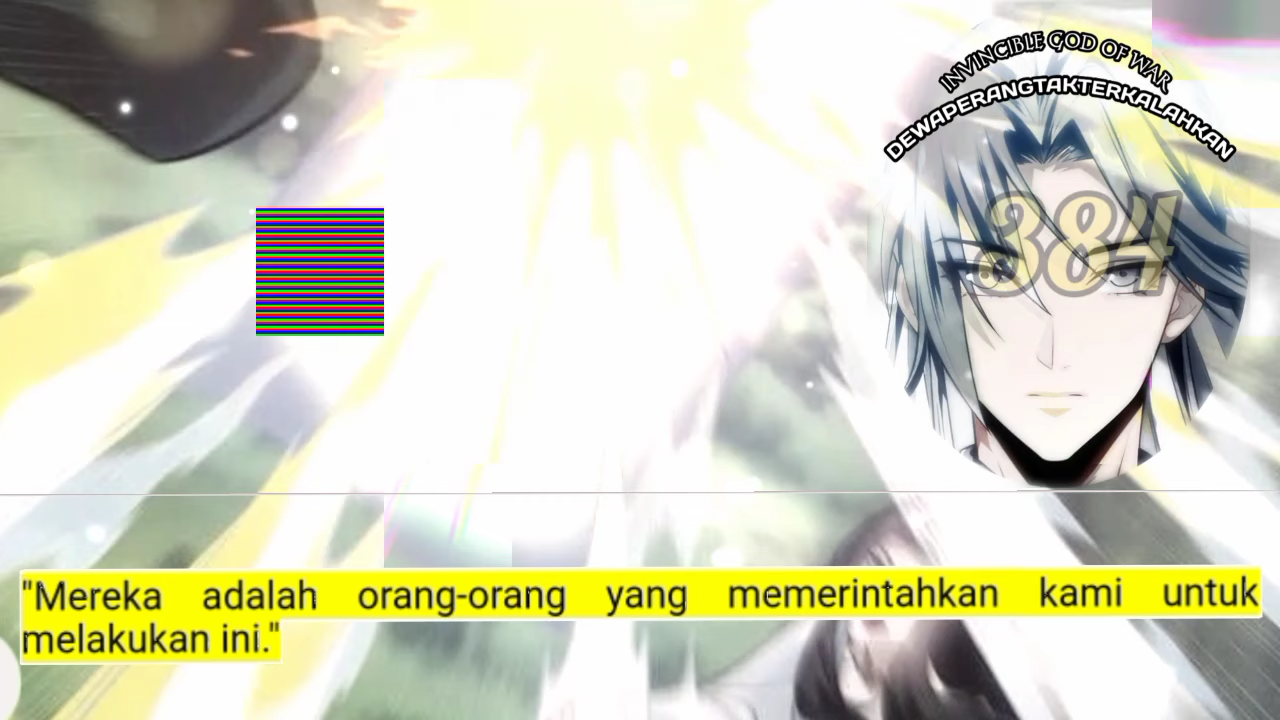 INVINCIBLE GOD OF WAR
DEWAPERANGTAKTERKALAHKAN
384
"Mereka adalah orang-orang yang memerintahkan kami untuk
melakukan ini."